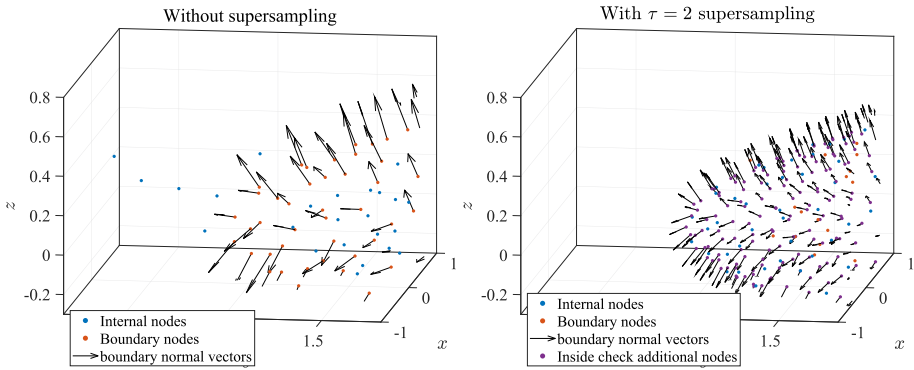 Without supersampling
0.8
0.6
0.4
0.2
0
-0.2
z
1.5
-1
0
1
x
Internal nodes
Boundary nodes
boundary normal vectors
With τ = 2 supersampling
0.8
0.6
0.4
0.2
0
-0.2
z
1.5
-1
0
1
x
Internal nodes
Boundary nodes
boundary normal vectors
Inside check additional nodes